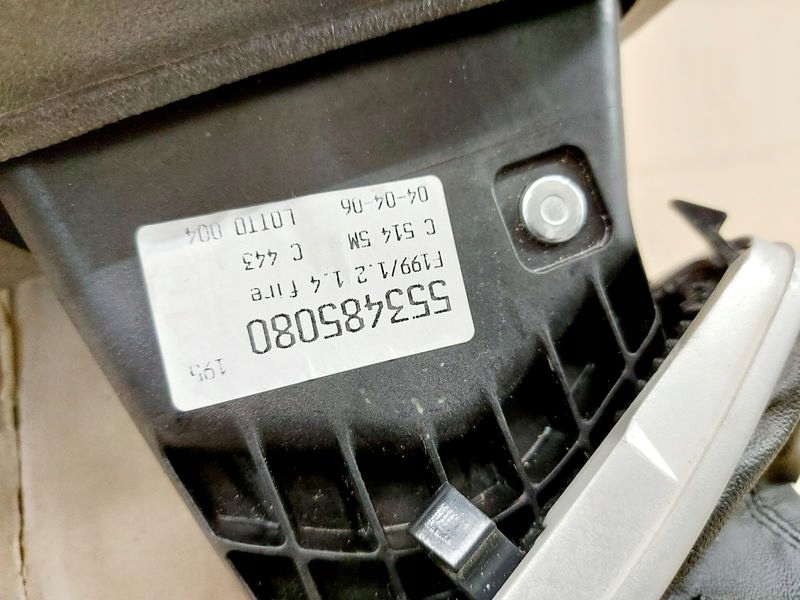 195
553485080
F199/1.2 1.4 fire
C 514 5M C 443
04-04-06 LOTTO 004